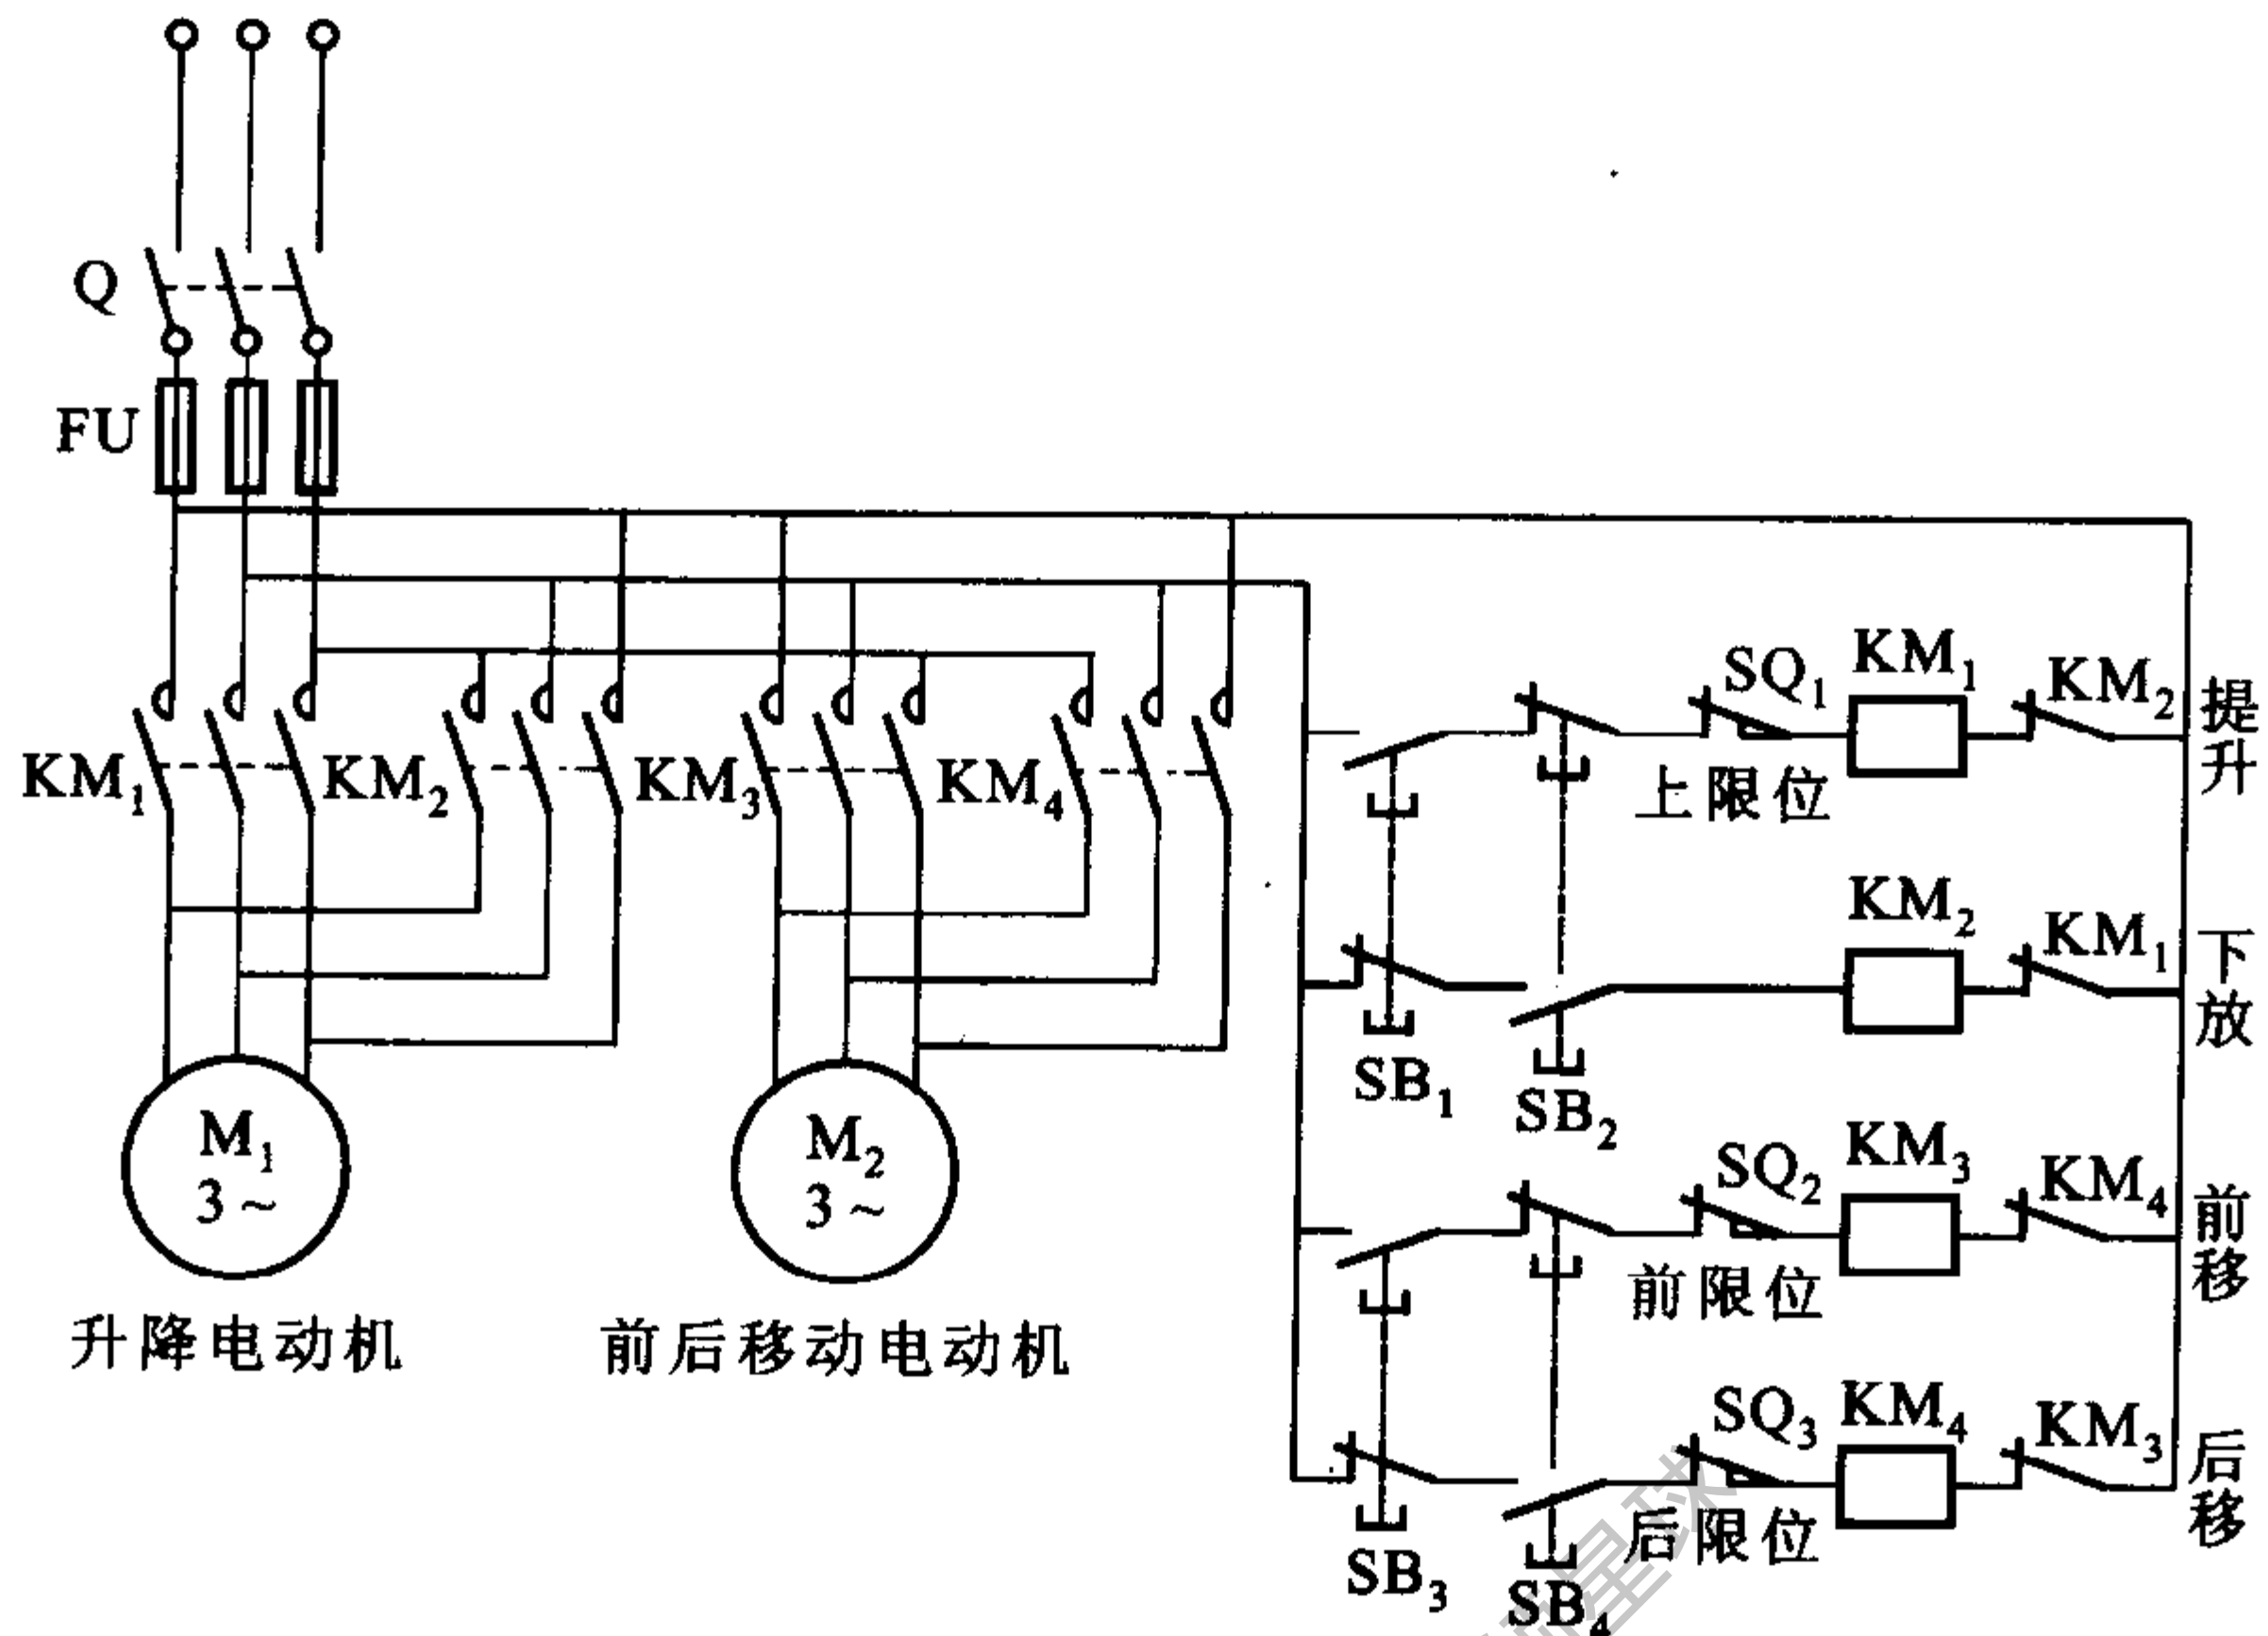 Q
FU
KM₁
KM₂
KM₃
KM₄
M₁
3 ~
升降电动机
M₂
3 ~
前后移动电动机
SQ₁
KM₁
KM₂
上限位
提升
KM₂
KM₁
下放
SB₁
SB₂
SQ₂
KM₃
KM₄
前限位
前移
SQ₃
KM₄
KM₃
后限位
后移
SB₃
SB₄
星球